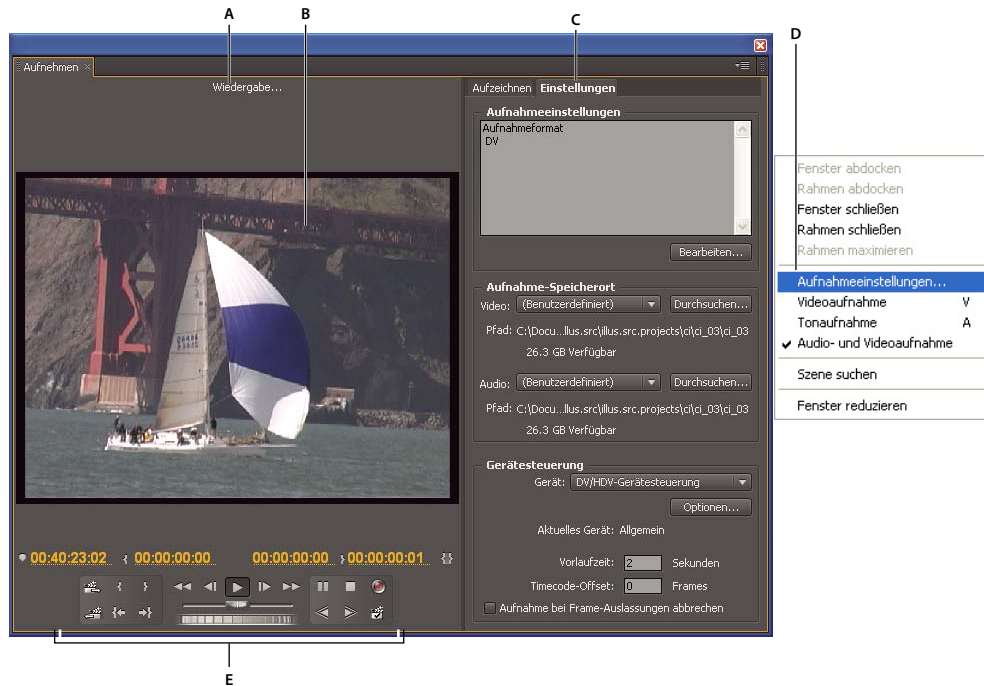 A
B
C
D
Aufnehmen
Wiedergabe...
Aufzeichnen Einstellungen
Aufnahmeeinstellungen
Aufnahmeformat
DV
Bearbeiten...
Aufnahme-Speicherort
Video: (Benutzerdefiniert) Durchsuchen...
Pfad: C:\Docu...llus.src\illus.src.projects\ci\ci_03\ci_03
26.3 GB Verfügbar
Audio: (Benutzerdefiniert) Durchsuchen...
Pfad: C:\Docu...llus.src\illus.src.projects\ci\ci_03\ci_03
26.3 GB Verfügbar
Gerätesteuerung
Gerät: DV/HDV-Gerätesteuerung
Optionen...
Aktuelles Gerät: Allgemein
Vorlaufzeit: 2 Sekunden
Timecode-Offset: 0 Frames
Aufnahme bei Frame-Auslassungen abbrechen
00:40:23:02 { 00:00:00:00 00:00:00:00 } 00:00:00:01 {}
E
Fenster abdocken
Rahmen abdocken
Fenster schließen
Rahmen schließen
Rahmen maximieren
Aufnahmeeinstellungen...
Videoaufnahme V
Tonaufnahme A
Audio- und Videoaufnahme
Szene suchen
Fenster reduzieren